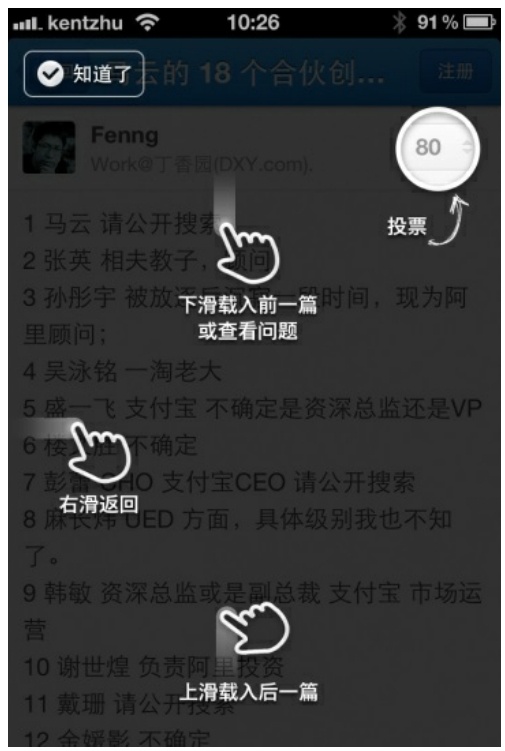 kentzhu 10:26 91%
知道了 云的 18 个合伙创... 注册
Fenng
Work@丁香园(DXY.com).
80
投票
1 马云 请公开搜索
2 张英 相夫教子，顾问
下滑载入前一篇
或查看问题
3 孙彤宇 被放逐后 一段时间，现为阿
里顾问；
4 吴泳铭 一淘老大
5 盛一飞 支付宝 不确定是资深总监还是VP
6 楼 胜 不确定
右滑返回
7 彭蕾 CHO 支付宝CEO 请公开搜索
8 麻长炜 UED 方面，具体级别我也不知
了。
9 韩敏 资深总监或是副总裁 支付宝 市场运
营
10 谢世煌 负责阿里投资
上滑载入后一篇
11 戴珊 请公开搜索
12 金媛影 不确定